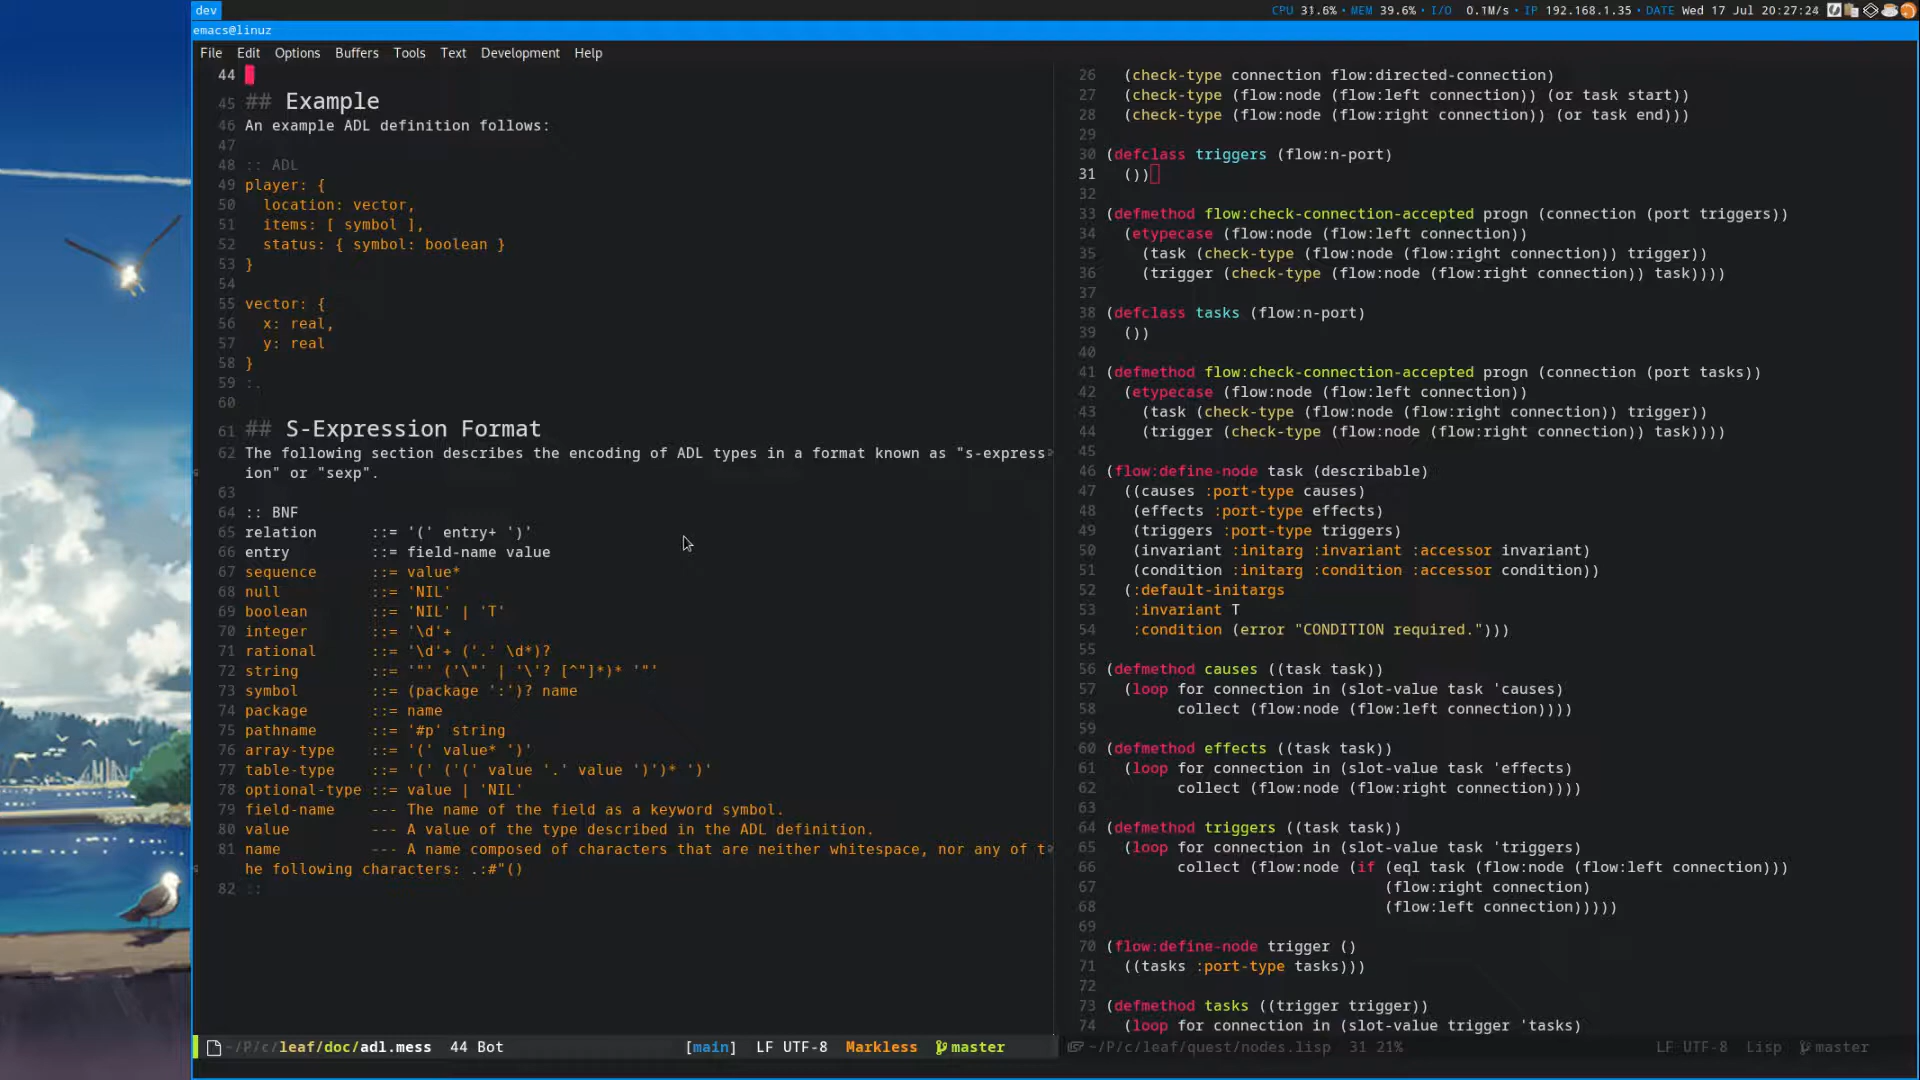 dev
CPU 31.6% • MEM 39.6% • I/O 0.1M/s • IP 192.168.1.35 • DATE Wed 17 Jul 20:27:24
emacs@linuz
File Edit Options Buffers Tools Text Development Help
44
45 ## Example
46 An example ADL definition follows:
47
48 :: ADL
49 player: {
50   location: vector,
51   items: [ symbol ],
52   status: { symbol: boolean }
53 }
54
55 vector: {
56   x: real,
57   y: real
58 }
59 :.
60
61 ## S-Expression Format
62 The following section describes the encoding of ADL types in a format known as "s-express
ion" or "sexp".
63
64 :: BNF
65 relation      ::= '(' entry+ ')'
66 entry         ::= field-name value
67 sequence      ::= value*
68 null          ::= 'NIL'
69 boolean       ::= 'NIL' | 'T'
70 integer       ::= '\d'+
71 rational      ::= '\d'+ ('.' \d*)?
72 string        ::= '"' ('\"' | '\'? [^"]*)* '"'
73 symbol        ::= (package ':')? name
74 package       ::= name
75 pathname      ::= '#p' string
76 array-type    ::= '(' value* ')'
77 table-type    ::= '(' ('(' value '.' value ')')* ')'
78 optional-type ::= value | 'NIL'
79 field-name    --- The name of the field as a keyword symbol.
80 value         --- A value of the type described in the ADL definition.
81 name          --- A name composed of characters that are neither whitespace, nor any of t
he following characters: .:#"()
82 ::
~/P/c/leaf/doc/adl.mess 44 Bot [main] LF UTF-8 Markless master
26   (check-type connection flow:directed-connection)
27   (check-type (flow:node (flow:left connection)) (or task start))
28   (check-type (flow:node (flow:right connection)) (or task end)))
29
30 (defclass triggers (flow:n-port)
31   ())
32
33 (defmethod flow:check-connection-accepted progn (connection (port triggers))
34   (etypecase (flow:node (flow:left connection))
35     (task (check-type (flow:node (flow:right connection)) trigger))
36     (trigger (check-type (flow:node (flow:right connection)) task))))
37
38 (defclass tasks (flow:n-port)
39   ())
40
41 (defmethod flow:check-connection-accepted progn (connection (port tasks))
42   (etypecase (flow:node (flow:left connection))
43     (task (check-type (flow:node (flow:right connection)) trigger))
44     (trigger (check-type (flow:node (flow:right connection)) task))))
45
46 (flow:define-node task (describable)
47   ((causes :port-type causes)
48    (effects :port-type effects)
49    (triggers :port-type triggers)
50    (invariant :initarg :invariant :accessor invariant)
51    (condition :initarg :condition :accessor condition))
52   (:default-initargs
53    :invariant T
54    :condition (error "CONDITION required.")))
55
56 (defmethod causes ((task task))
57   (loop for connection in (slot-value task 'causes)
58         collect (flow:node (flow:left connection))))
59
60 (defmethod effects ((task task))
61   (loop for connection in (slot-value task 'effects)
62         collect (flow:node (flow:right connection))))
63
64 (defmethod triggers ((task task))
65   (loop for connection in (slot-value task 'triggers)
66         collect (flow:node (if (eql task (flow:node (flow:left connection)))
67                                (flow:right connection)
68                                (flow:left connection)))))
69
70 (flow:define-node trigger ()
71   ((tasks :port-type tasks)))
72
73 (defmethod tasks ((trigger trigger))
74   (loop for connection in (slot-value trigger 'tasks)
~/P/c/leaf/quest/nodes.lisp 31 21% LF UTF-8 Lisp master